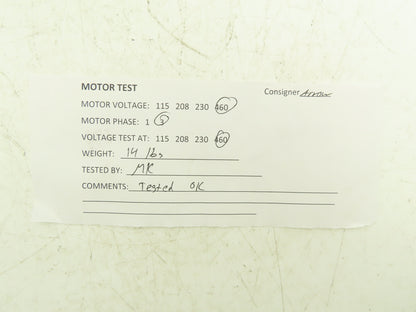 MOTOR TEST
Consigner
MOTOR VOLTAGE: 115 208 230 460
MOTOR PHASE: 1 3
VOLTAGE TEST AT: 115 208 230 460
WEIGHT: 14 lbs
TESTED BY: MR
COMMENTS: Tested OK